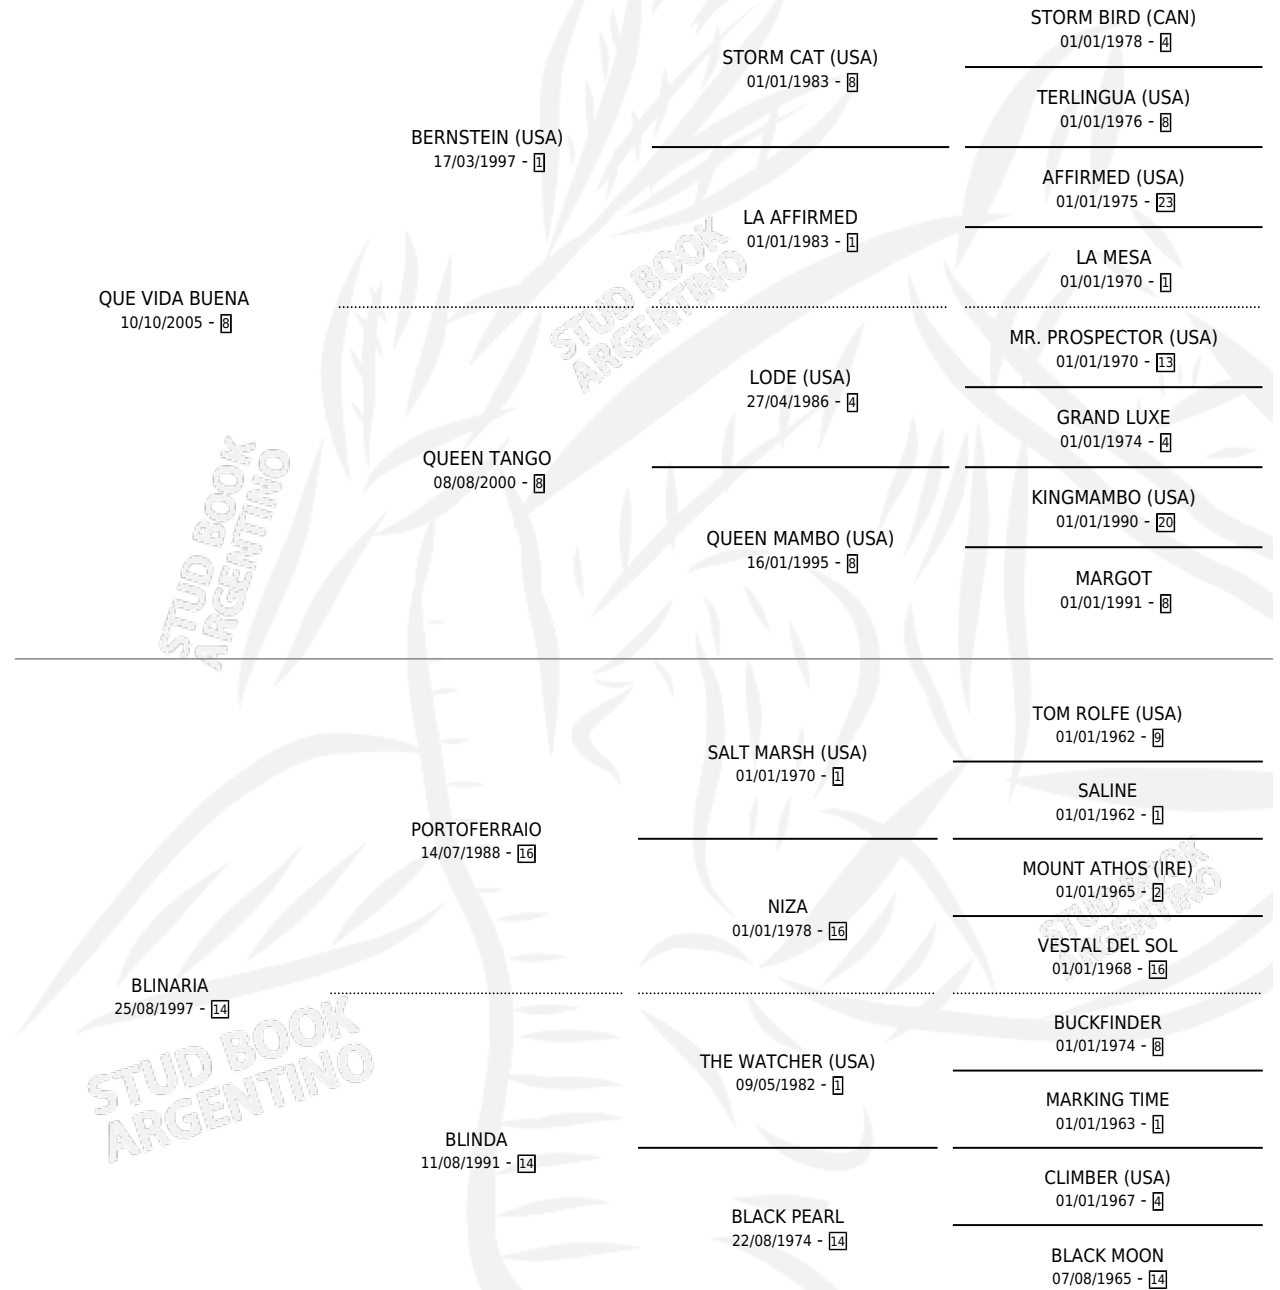 STORM BIRD (CAN)
01/01/1978 - 4
STORM CAT (USA)
01/01/1983 - 8
TERLINGUA (USA)
01/01/1976 - 8
BERNSTEIN (USA)
17/03/1997 - 1
AFFIRMED (USA)
01/01/1975 - 23
LA AFFIRMED
01/01/1983 - 1
LA MESA
01/01/1970 - 1
QUE VIDA BUENA
10/10/2005 - 8
MR. PROSPECTOR (USA)
01/01/1970 - 13
LODE (USA)
27/04/1986 - 4
GRAND LUXE
01/01/1974 - 4
QUEEN TANGO
08/08/2000 - 8
KINGMAMBO (USA)
01/01/1990 - 20
QUEEN MAMBO (USA)
16/01/1995 - 8
MARGOT
01/01/1991 - 8
STUD BOOK
ARGENTINO
STUD BOOK
ARGENTINO
TOM ROLFE (USA)
01/01/1962 - 9
SALT MARSH (USA)
01/01/1970 - 1
SALINE
01/01/1962 - 1
PORTOFERRAIO
14/07/1988 - 16
MOUNT ATHOS (IRE)
01/01/1965 - 2
NIZA
01/01/1978 - 16
VESTAL DEL SOL
01/01/1968 - 16
STUD BOOK
ARGENTINO
BLINARIA
25/08/1997 - 14
BUCKFINDER
01/01/1974 - 8
THE WATCHER (USA)
09/05/1982 - 1
MARKING TIME
01/01/1963 - 1
BLINDA
11/08/1991 - 14
CLIMBER (USA)
01/01/1967 - 4
BLACK PEARL
22/08/1974 - 14
BLACK MOON
07/08/1965 - 14
STUD BOOK
ARGENTINO